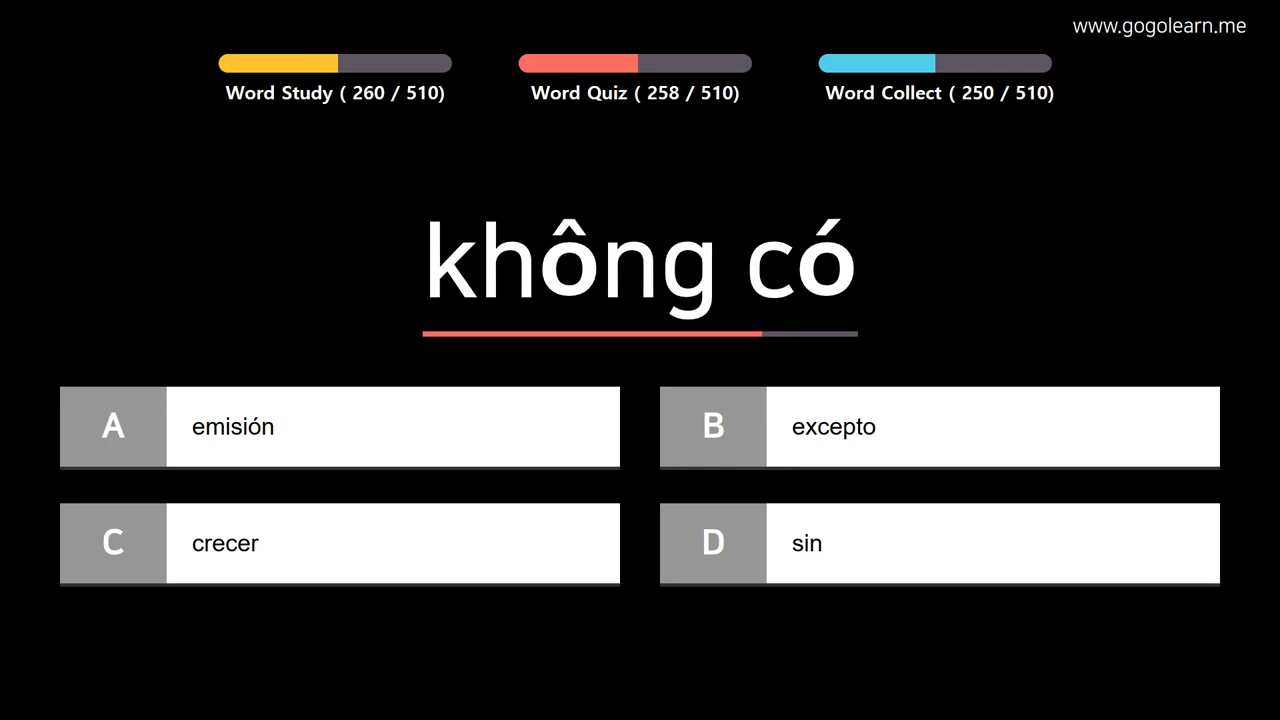 www.gogolearn.me
Word Study ( 260 / 510)
Word Quiz ( 258 / 510)
Word Collect ( 250 / 510)
không có
A
emisión
B
excepto
C
crecer
D
sin